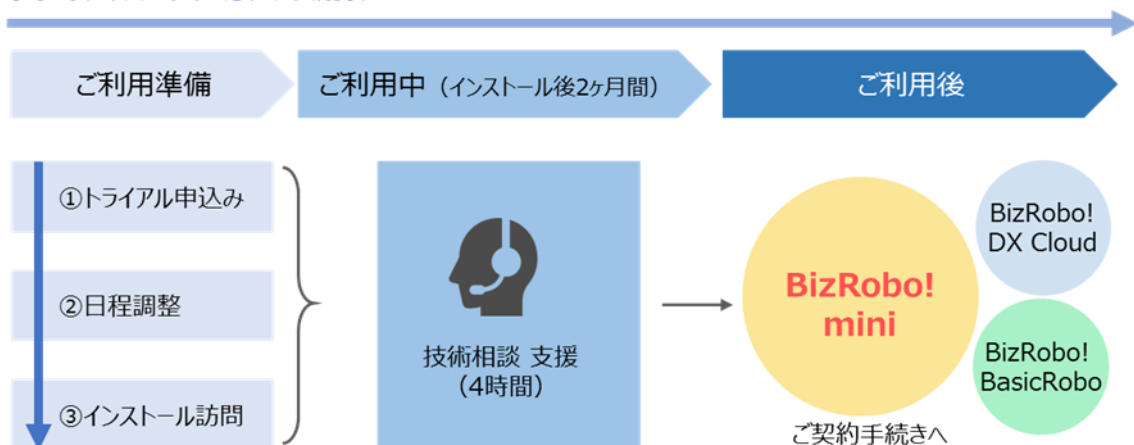 ご利用準備
ご利用中（インストール後2ヶ月間）
ご利用後
①トライアル申込み
②日程調整
③インストール訪問
技術相談 支援
（4時間）
BizRobo!
mini
ご契約手続きへ
BizRobo!
DX Cloud
BizRobo!
BasicRobo